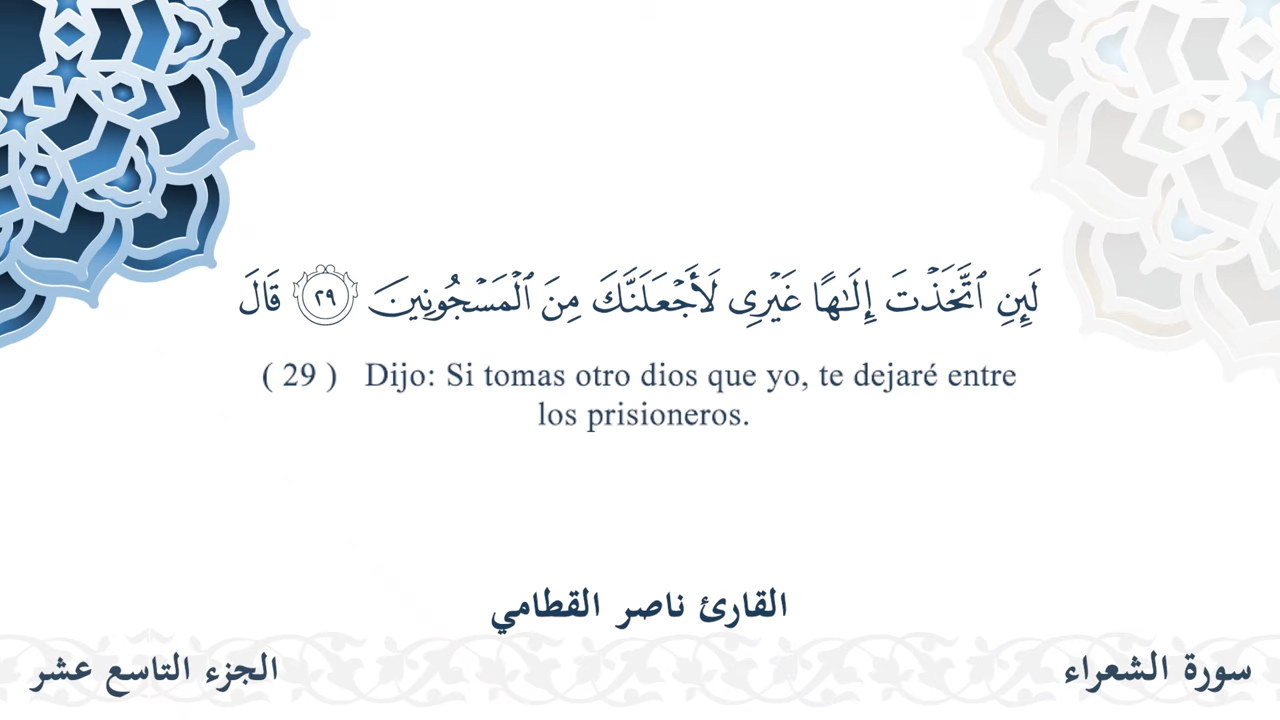 لَئِنِ ٱتَّخَذْتَ إِلَـٰهًا غَيْرِى لَأَجْعَلَنَّكَ مِنَ ٱلْمَسْجُونِينَ ٢٩ قَالَ
( 29 ) Dijo: Si tomas otro dios que yo, te dejaré entre
los prisioneros.
القارئ ناصر القطامي
سورة الشعراء
الجزء التاسع عشر